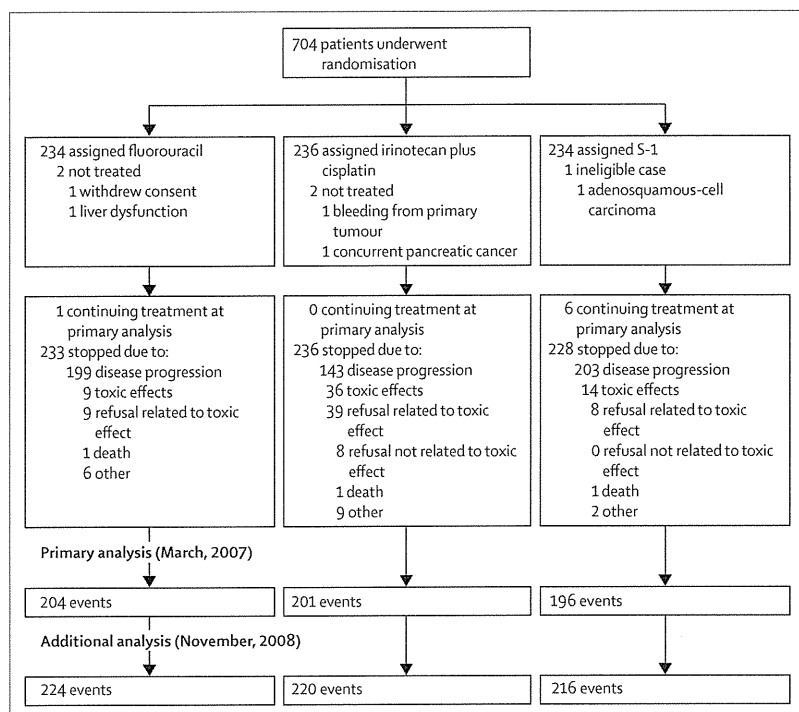 704 patients underwent
randomisation
234 assigned fluorouracil
2 not treated
1 withdrew consent
1 liver dysfunction
236 assigned irinotecan plus
cisplatin
2 not treated
1 bleeding from primary
tumour
1 concurrent pancreatic cancer
234 assigned S-1
1 ineligible case
1 adenosquamous-cell
carcinoma
1 continuing treatment at
primary analysis
233 stopped due to:
199 disease progression
9 toxic effects
9 refusal related to toxic
effect
1 death
6 other
0 continuing treatment at
primary analysis
236 stopped due to:
143 disease progression
36 toxic effects
39 refusal related to toxic
effect
8 refusal not related to toxic
effect
1 death
9 other
6 continuing treatment at
primary analysis
228 stopped due to:
203 disease progression
14 toxic effects
8 refusal related to toxic
effect
0 refusal not related to toxic
effect
1 death
2 other
Primary analysis (March, 2007)
204 events
201 events
196 events
Additional analysis (November, 2008)
224 events
220 events
216 events